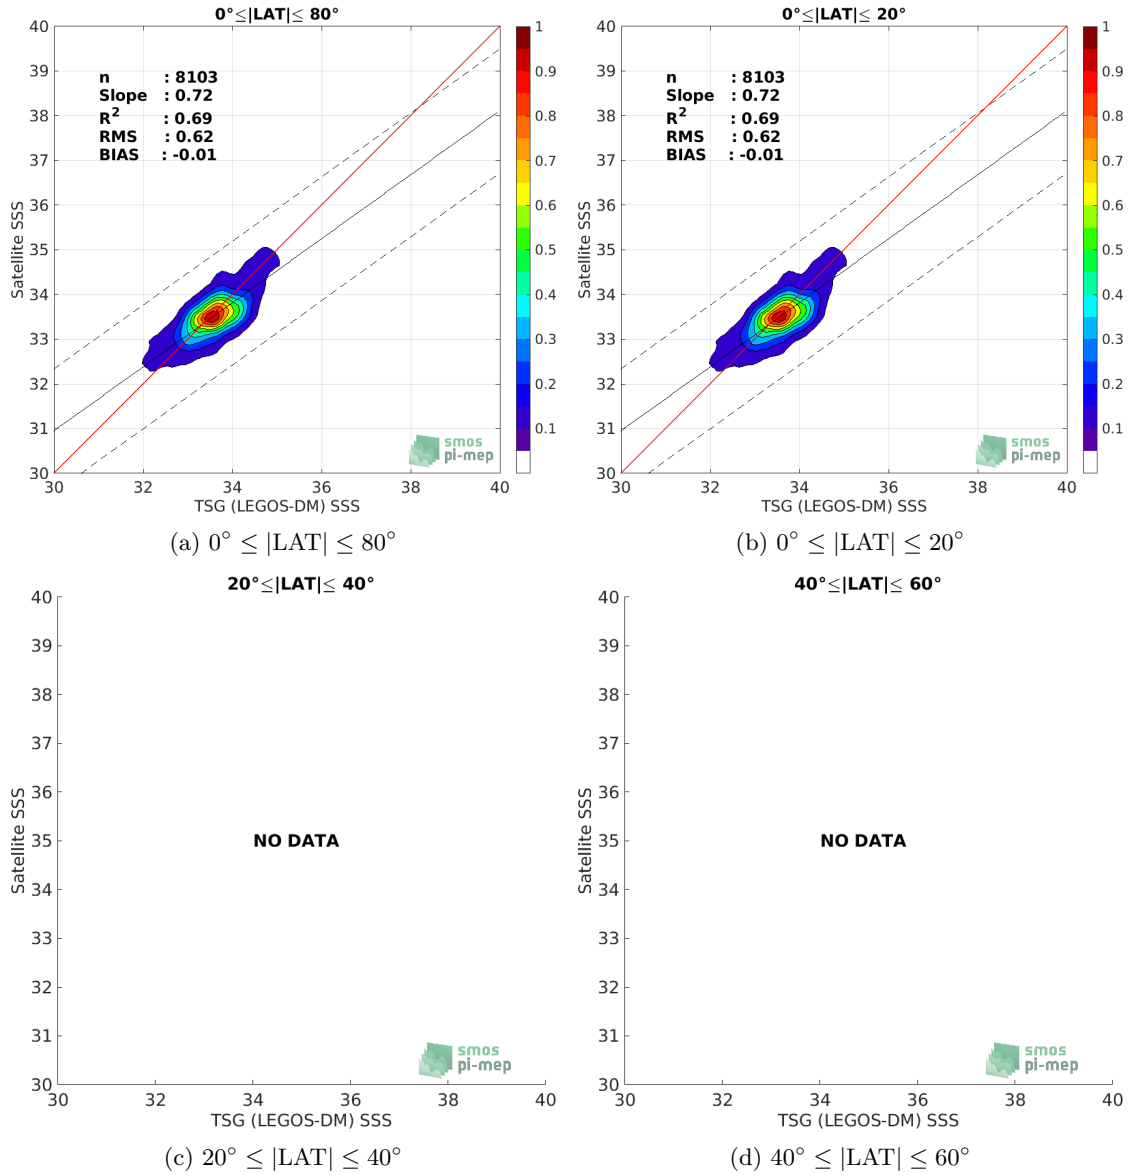 0°≤|LAT|≤ 80°
40
39
38
37
36
35
34
33
32
31
30
Satellite SSS
n : 8103
Slope : 0.72
R2 : 0.69
RMS : 0.62
BIAS : -0.01
1
0.9
0.8
0.7
0.6
0.5
0.4
0.3
0.2
0.1
smos
pi-mep
30 32 34 36 38 40
TSG (LEGOS-DM) SSS
(a) 0° ≤ |LAT| ≤ 80°
0°≤|LAT|≤ 20°
40
39
38
37
36
35
34
33
32
31
30
Satellite SSS
n : 8103
Slope : 0.72
R2 : 0.69
RMS : 0.62
BIAS : -0.01
1
0.9
0.8
0.7
0.6
0.5
0.4
0.3
0.2
0.1
smos
pi-mep
30 32 34 36 38 40
TSG (LEGOS-DM) SSS
(b) 0° ≤ |LAT| ≤ 20°
20°≤|LAT|≤ 40°
40
39
38
37
36
35
34
33
32
31
30
Satellite SSS
NO DATA
smos
pi-mep
30 32 34 36 38 40
TSG (LEGOS-DM) SSS
(c) 20° ≤ |LAT| ≤ 40°
40°≤|LAT|≤ 60°
40
39
38
37
36
35
34
33
32
31
30
Satellite SSS
NO DATA
smos
pi-mep
30 32 34 36 38 40
TSG (LEGOS-DM) SSS
(d) 40° ≤ |LAT| ≤ 60°